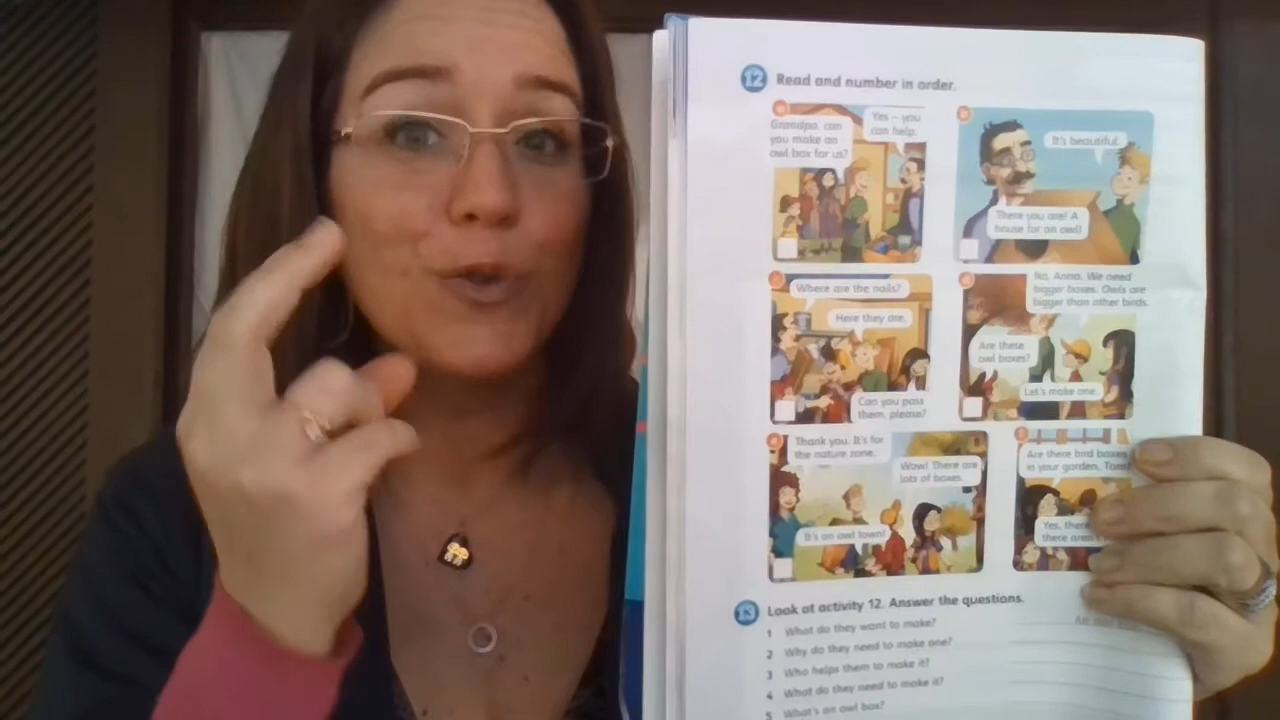 12 Read and number in order.
Grandpa, can
you make an
owl box for us?
Yes – you
can help.
It's beautiful.
There you are! A
house for an owl!
Where are the nails?
Here they are.
Can you pass
them, please?
No, Anna. We need
bigger boxes. Owls are
bigger than other birds.
Are these
owl boxes?
Let's make one.
Thank you. It's for
the nature zone.
Wow! There are
lots of boxes.
It's an owl town!
Are there bird boxes
in your garden, Tom?
Yes, there
there aren't
13 Look at activity 12. Answer the questions.
1 What do they want to make?
2 Why do they need to make one?
3 Who helps them to make it?
4 What do they need to make it?
5 What's an owl box?